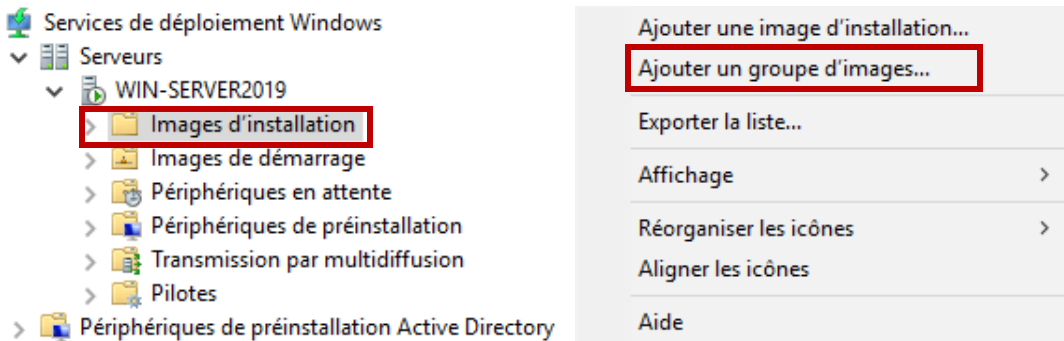 Services de déploiement Windows
Serveurs
WIN-SERVER2019
Images d'installation
Images de démarrage
Périphériques en attente
Périphériques de préinstallation
Transmission par multidiffusion
Pilotes
Périphériques de préinstallation Active Directory
Ajouter une image d'installation...
Ajouter un groupe d'images...
Exporter la liste...
Affichage
Réorganiser les icônes
Aligner les icônes
Aide